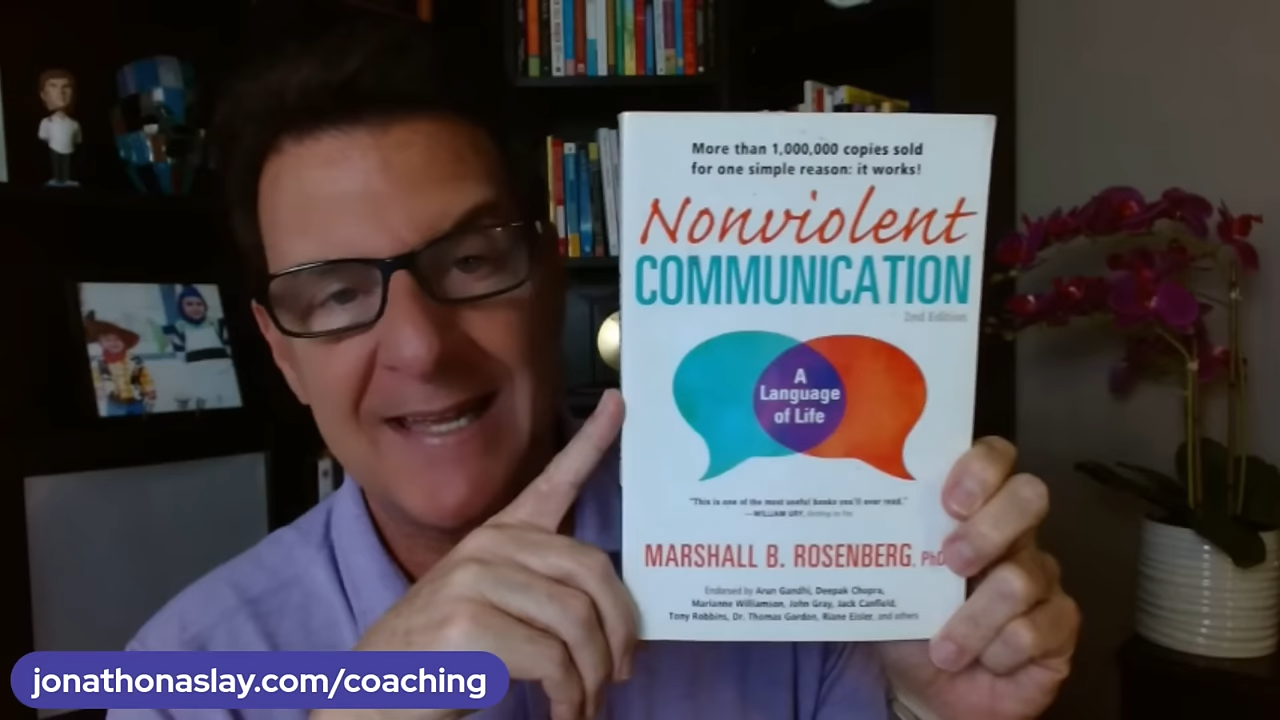 More than 1,000,000 copies sold
for one simple reason: it works!
Nonviolent
COMMUNICATION
2nd Edition
A
Language
of Life
"This is one of the most useful books you'll ever read."
—WILLIAM URY,
MARSHALL B. ROSENBERG, PhD
Endorsed by Arun Gandhi, Deepak Chopra,
Marianne Williamson, John Gray, Jack Canfield,
Tony Robbins, Dr. Thomas Gordon, Riane Eisler, and others
jonathonaslay.com/coaching